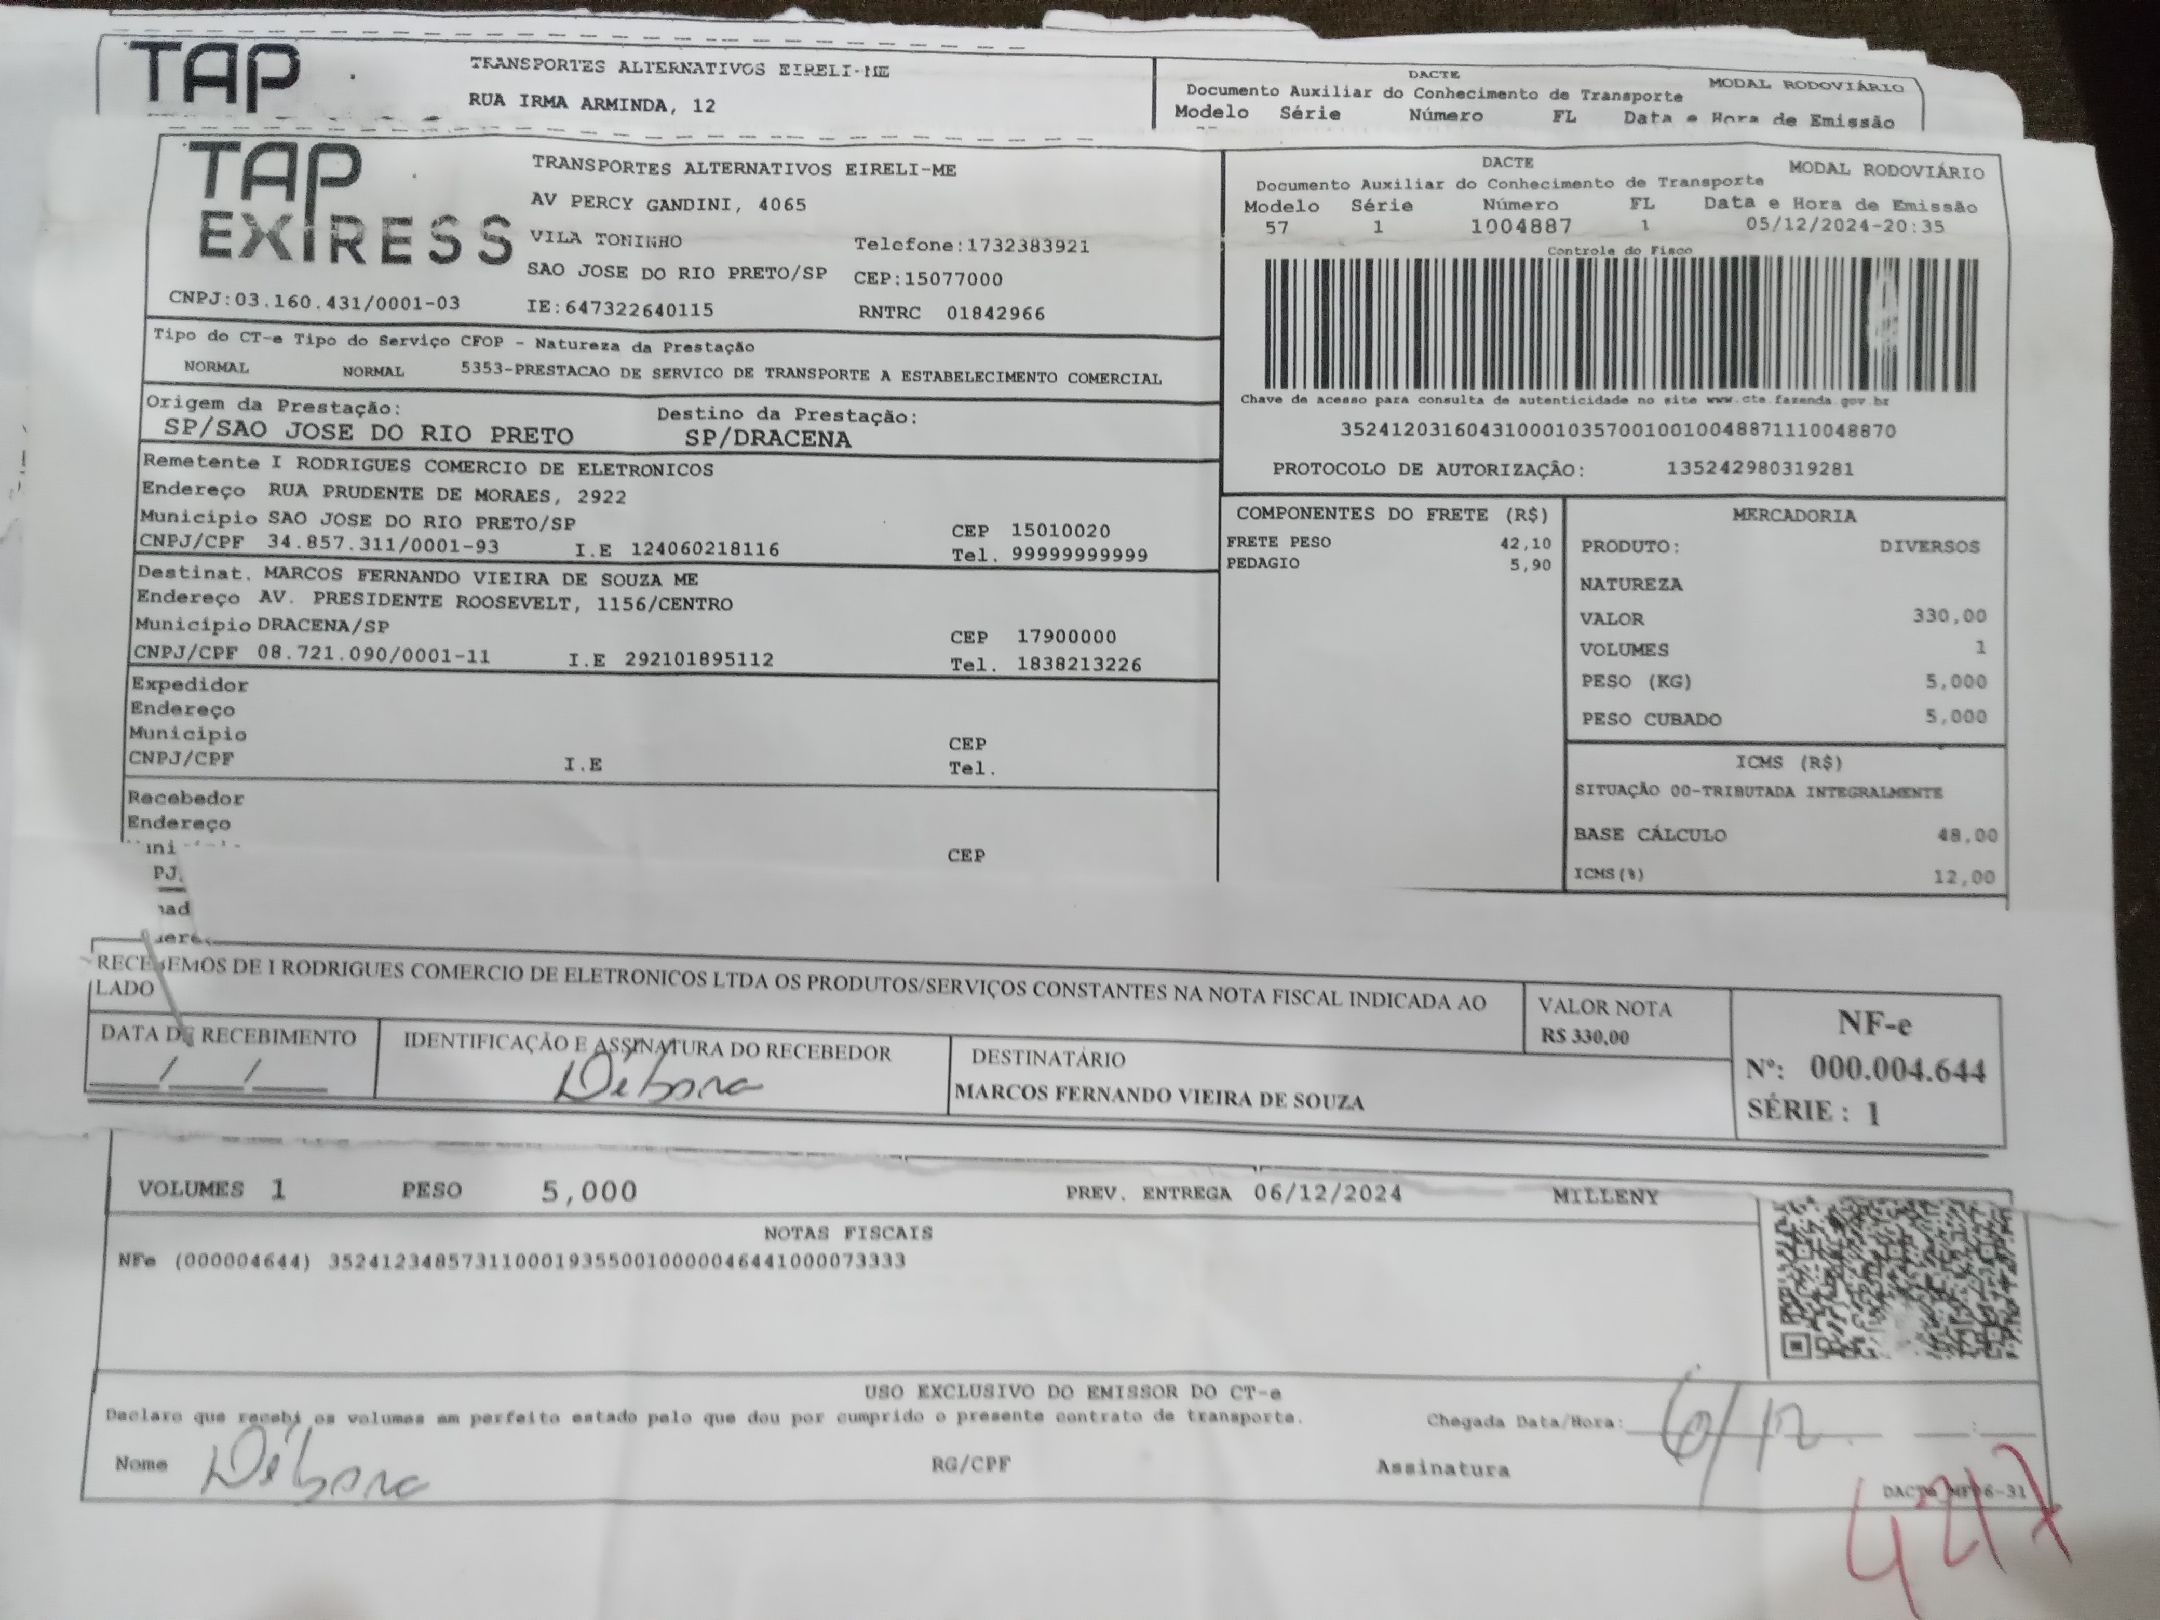 TAP
TRANSPORTES ALTERNATIVOS EIRELI-ME
RUA IRMA ARMINDA, 12
DACTE
MODAL RODOVIÁRIO
Documento Auxiliar do Conhecimento de Transporte
Modelo Série Número FL Data e Hora de Emissão
TAP EXPRESS
TRANSPORTES ALTERNATIVOS EIRELI-ME
AV PERCY GANDINI, 4065
VILA TONINHO Telefone:1732383921
SAO JOSE DO RIO PRETO/SP CEP:15077000
CNPJ:03.160.431/0001-03 IE:647322640115 RNTRC 01842966
DACTE
MODAL RODOVIÁRIO
Documento Auxiliar do Conhecimento de Transporte
Modelo Série Número FL Data e Hora de Emissão
57 1 1004887 1 05/12/2024-20:35
Controle do Fisco
Chave de acesso para consulta de autenticidade no site www.cte.fazenda.gov.br
35241203160431000103570010010048871110048870
PROTOCOLO DE AUTORIZAÇÃO: 135242980319281
Tipo do CT-e Tipo do Serviço CFOP - Natureza da Prestação
NORMAL NORMAL 5353-PRESTACAO DE SERVICO DE TRANSPORTE A ESTABELECIMENTO COMERCIAL
Origem da Prestação: Destino da Prestação:
SP/SAO JOSE DO RIO PRETO SP/DRACENA
Remetente I RODRIGUES COMERCIO DE ELETRONICOS
Endereço RUA PRUDENTE DE MORAES, 2922
Municipio SAO JOSE DO RIO PRETO/SP CEP 15010020
CNPJ/CPF 34.857.311/0001-93 I.E 124060218116 Tel. 99999999999
Destinat. MARCOS FERNANDO VIEIRA DE SOUZA ME
Endereço AV. PRESIDENTE ROOSEVELT, 1156/CENTRO
Municipio DRACENA/SP CEP 17900000
CNPJ/CPF 08.721.090/0001-11 I.E 292101895112 Tel. 1838213226
Expedidor
Endereço
Municipio CEP
CNPJ/CPF I.E Tel.
Recebedor
Endereço
CEP
COMPONENTES DO FRETE (R$)
FRETE PESO 42,10
PEDAGIO 5,90
MERCADORIA
PRODUTO: DIVERSOS
NATUREZA
VALOR 330,00
VOLUMES 1
PESO (KG) 5,000
PESO CUBADO 5,000
ICMS (R$)
SITUAÇÃO 00-TRIBUTADA INTEGRALMENTE
BASE CÁLCULO 48,00
ICMS(%) 12,00
RECEBEMOS DE I RODRIGUES COMERCIO DE ELETRONICOS LTDA OS PRODUTOS/SERVIÇOS CONSTANTES NA NOTA FISCAL INDICADA AO
LADO
VALOR NOTA
R$ 330,00
NF-e
Nº: 000.004.644
SÉRIE : 1
DATA DE RECEBIMENTO
IDENTIFICAÇÃO E ASSINATURA DO RECEBEDOR
Débora
DESTINATÁRIO
MARCOS FERNANDO VIEIRA DE SOUZA
VOLUMES 1 PESO 5,000 PREV. ENTREGA 06/12/2024 MILLENY
NOTAS FISCAIS
NFe (000004644) 35241234857311000193550010000046441000073333
USO EXCLUSIVO DO EMISSOR DO CT-e
Declaro que recebi os volumes em perfeito estado pelo que dou por cumprido o presente contrato de transporte.
Chegada Data/Hora: 6/12
Nome Débora RG/CPF Assinatura